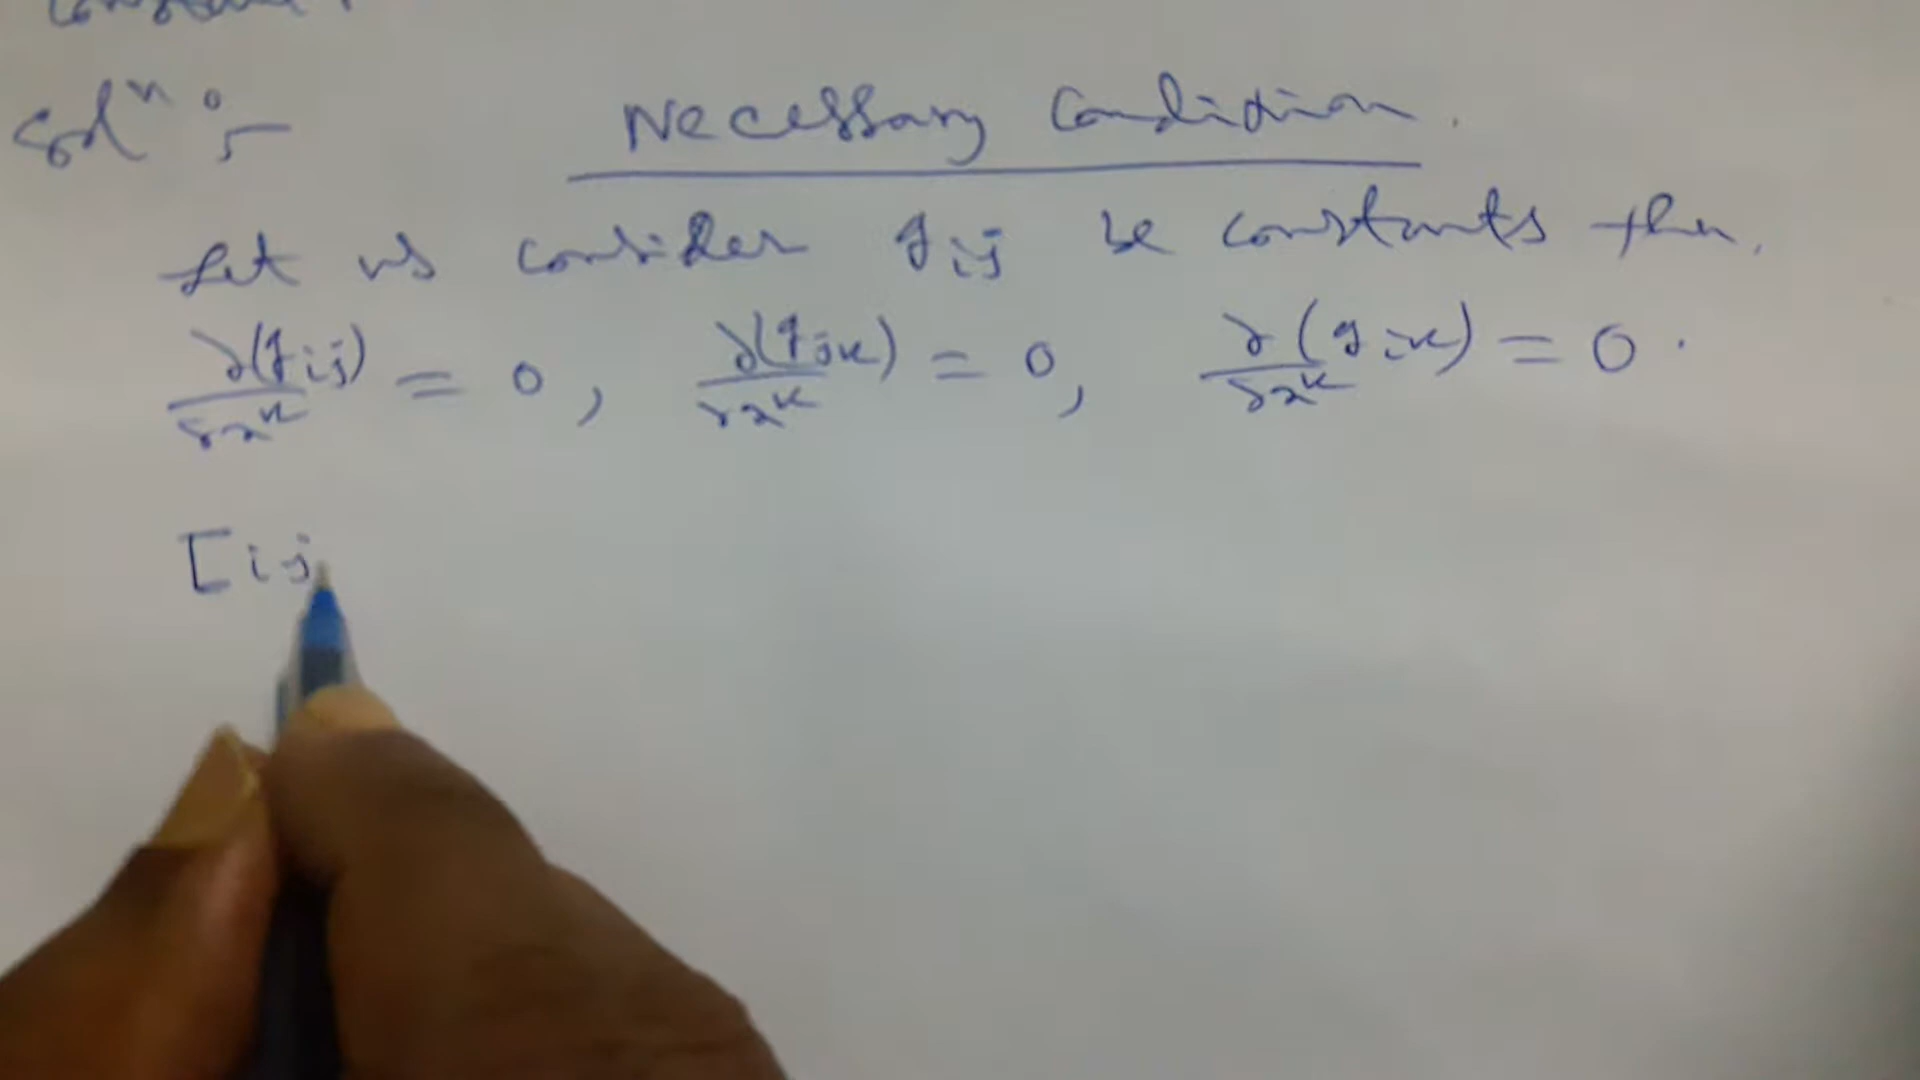 Solⁿ :-
Necessary Condition.
Let us consider gᵢⱼ be constants then,
∂(gᵢⱼ)/∂xᵏ = 0, ∂(gⱼₖ)/∂xᵏ = 0, ∂(gᵢₖ)/∂xᵏ = 0.
[ij